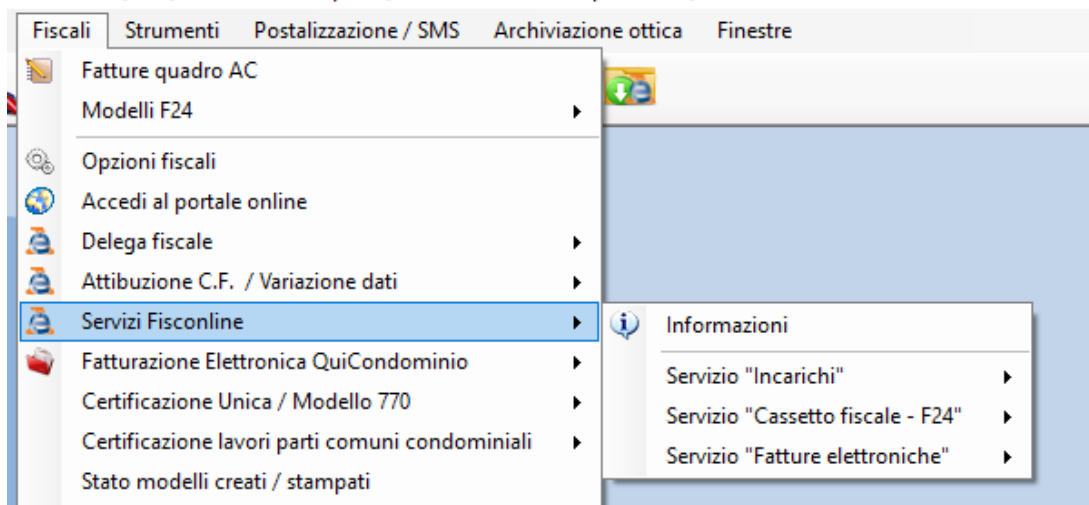 Fiscali Strumenti Postalizzazione / SMS Archiviazione ottica Finestre
Fatture quadro AC
Modelli F24
Opzioni fiscali
Accedi al portale online
Delega fiscale
Attibuzione C.F. / Variazione dati
Servizi Fisconline
Fatturazione Elettronica QuiCondominio
Certificazione Unica / Modello 770
Certificazione lavori parti comuni condominiali
Stato modelli creati / stampati
Informazioni
Servizio "Incarichi"
Servizio "Cassetto fiscale - F24"
Servizio "Fatture elettroniche"